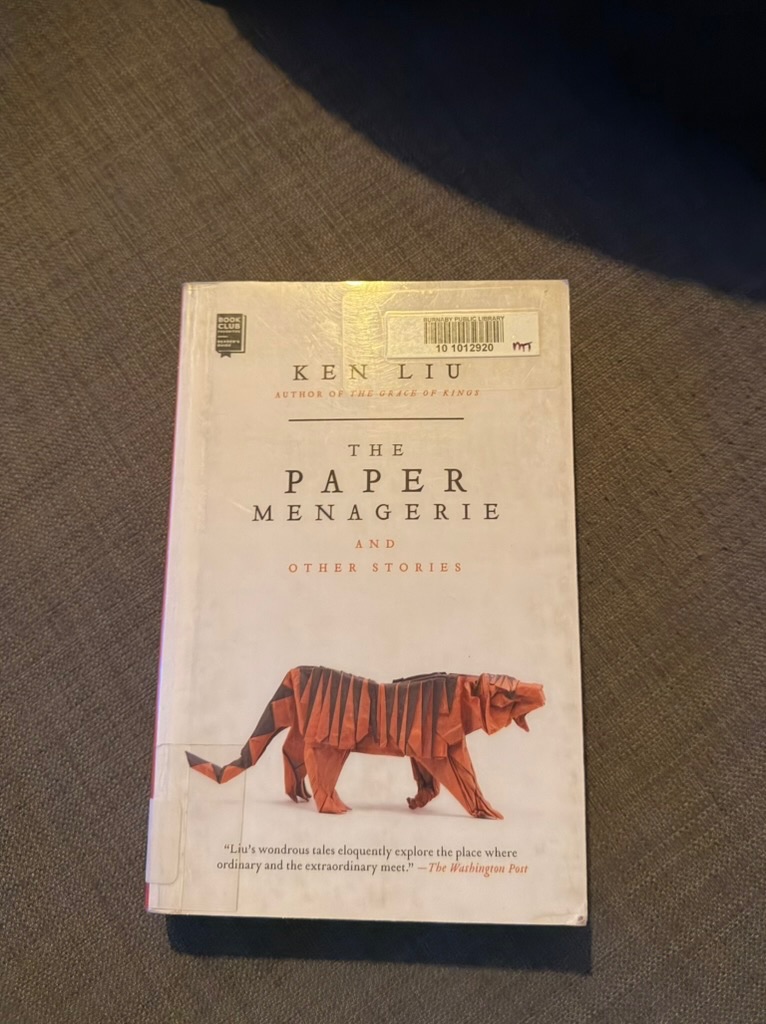 BURNABY PUBLIC LIBRARY
10 1012920
BOOK
CLUB
KEN LIU
AUTHOR OF THE GRACE OF KINGS
THE
PAPER
MENAGERIE
AND
OTHER STORIES
“Liu’s wondrous tales eloquently explore the place where
ordinary and the extraordinary meet.” —The Washington Post